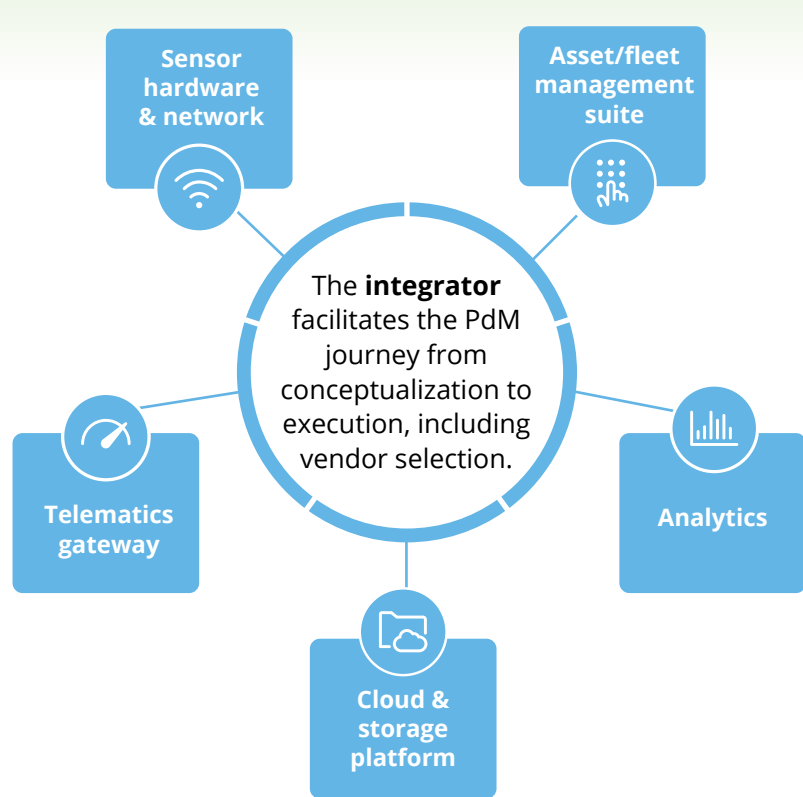 Sensor
hardware
& network
Asset/fleet
management
suite
The integrator
facilitates the PdM
journey from
conceptualization to
execution, including
vendor selection.
Telematics
gateway
Analytics
Cloud &
storage
platform